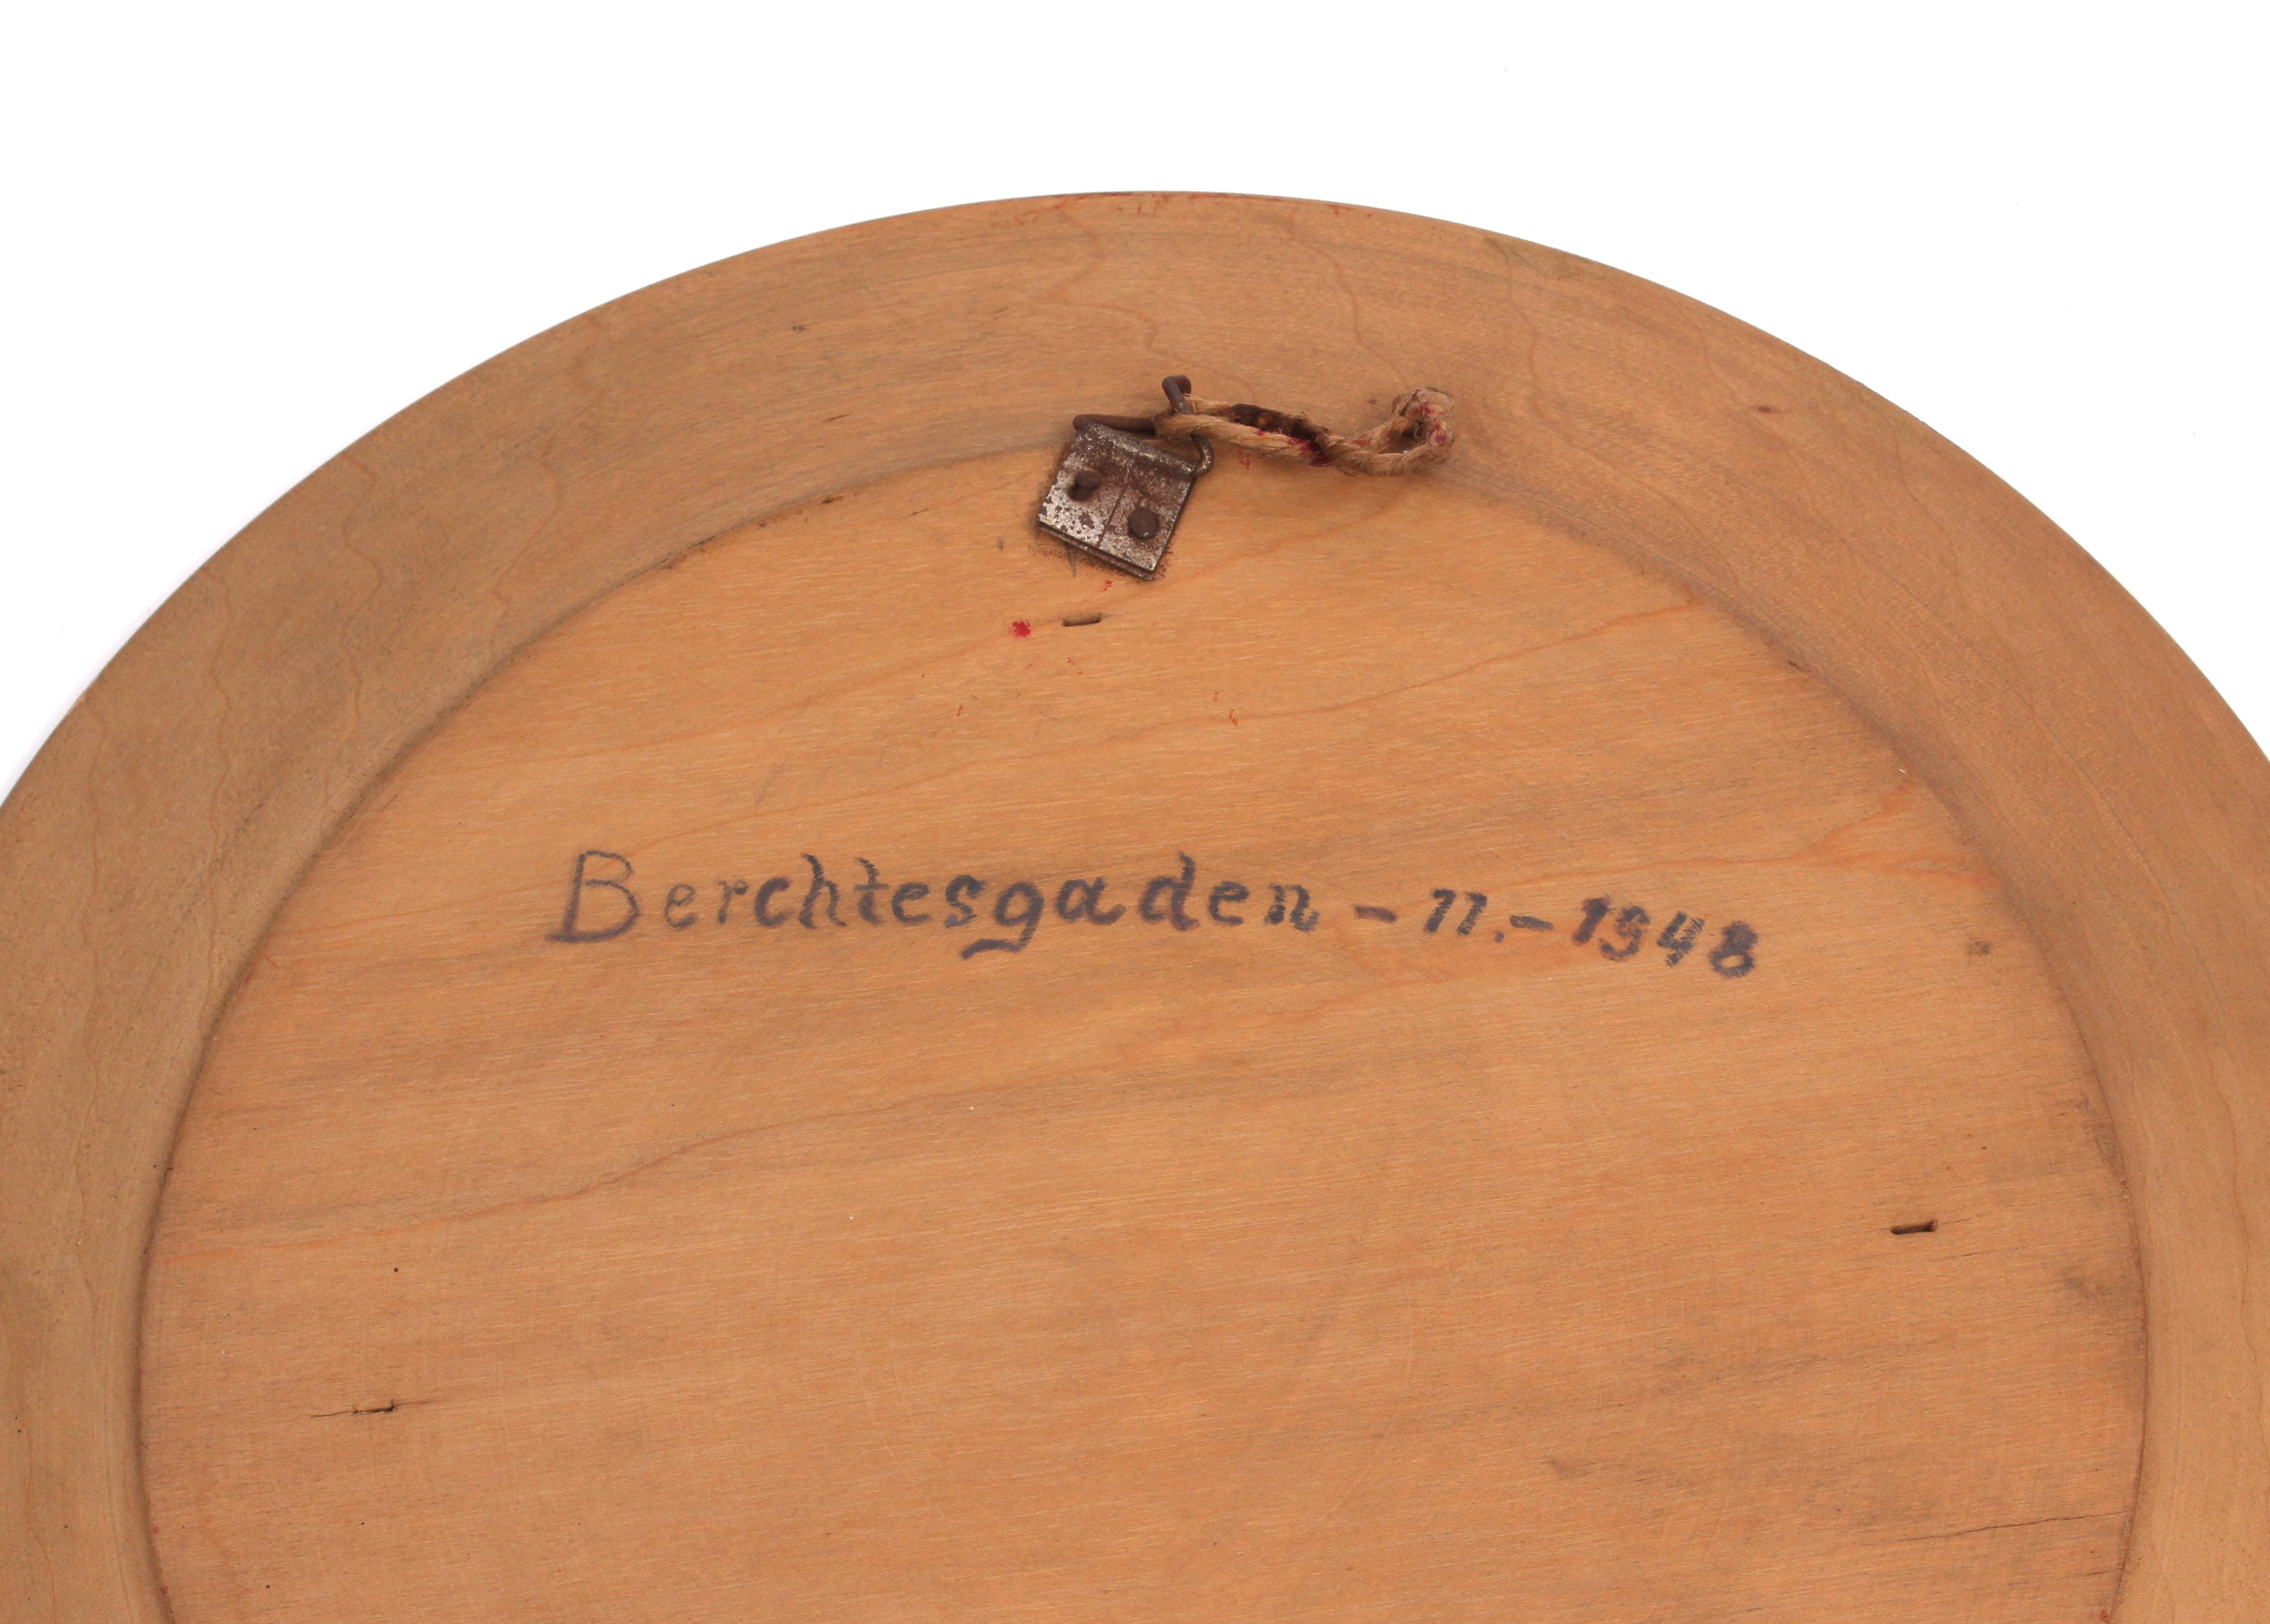 Berchtesgaden - 11.- 1948